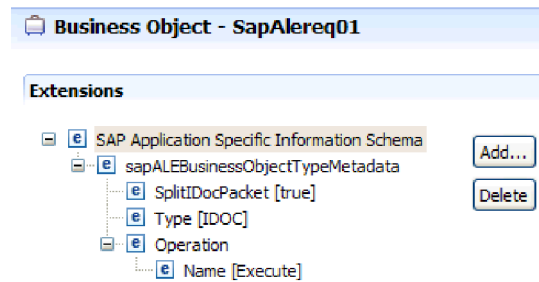 Business Object - SapAlereq01
Extensions
SAP Application Specific Information Schema
Add...
sapALEBusinessObjectTypeMetadata
SplitIDocPacket [true]
Delete
Type [IDOC]
Operation
Name [Execute]